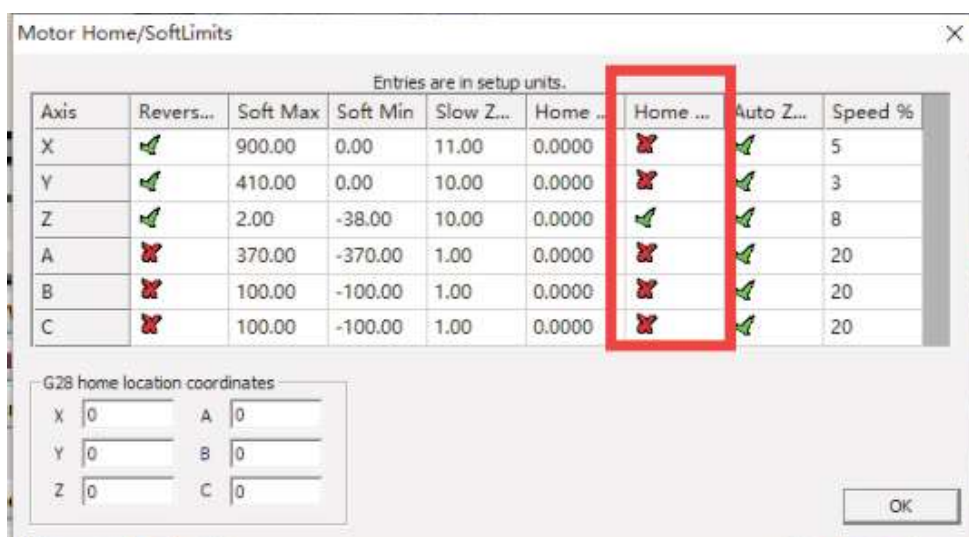 Motor Home/SoftLimits
Entries are in setup units.
Axis Revers... Soft Max Soft Min Slow Z... Home .. Home ... Auto Z... Speed %
X 900.00 0.00 11.00 0.0000 5
Y 410.00 0.00 10.00 0.0000 3
Z 2.00 -38.00 10.00 0.0000 8
A 370.00 -370.00 1.00 0.0000 20
B 100.00 -100.00 1.00 0.0000 20
C 100.00 -100.00 1.00 0.0000 20
G28 home location coordinates
X 0 A 0
Y 0 B 0
Z 0 C 0
OK